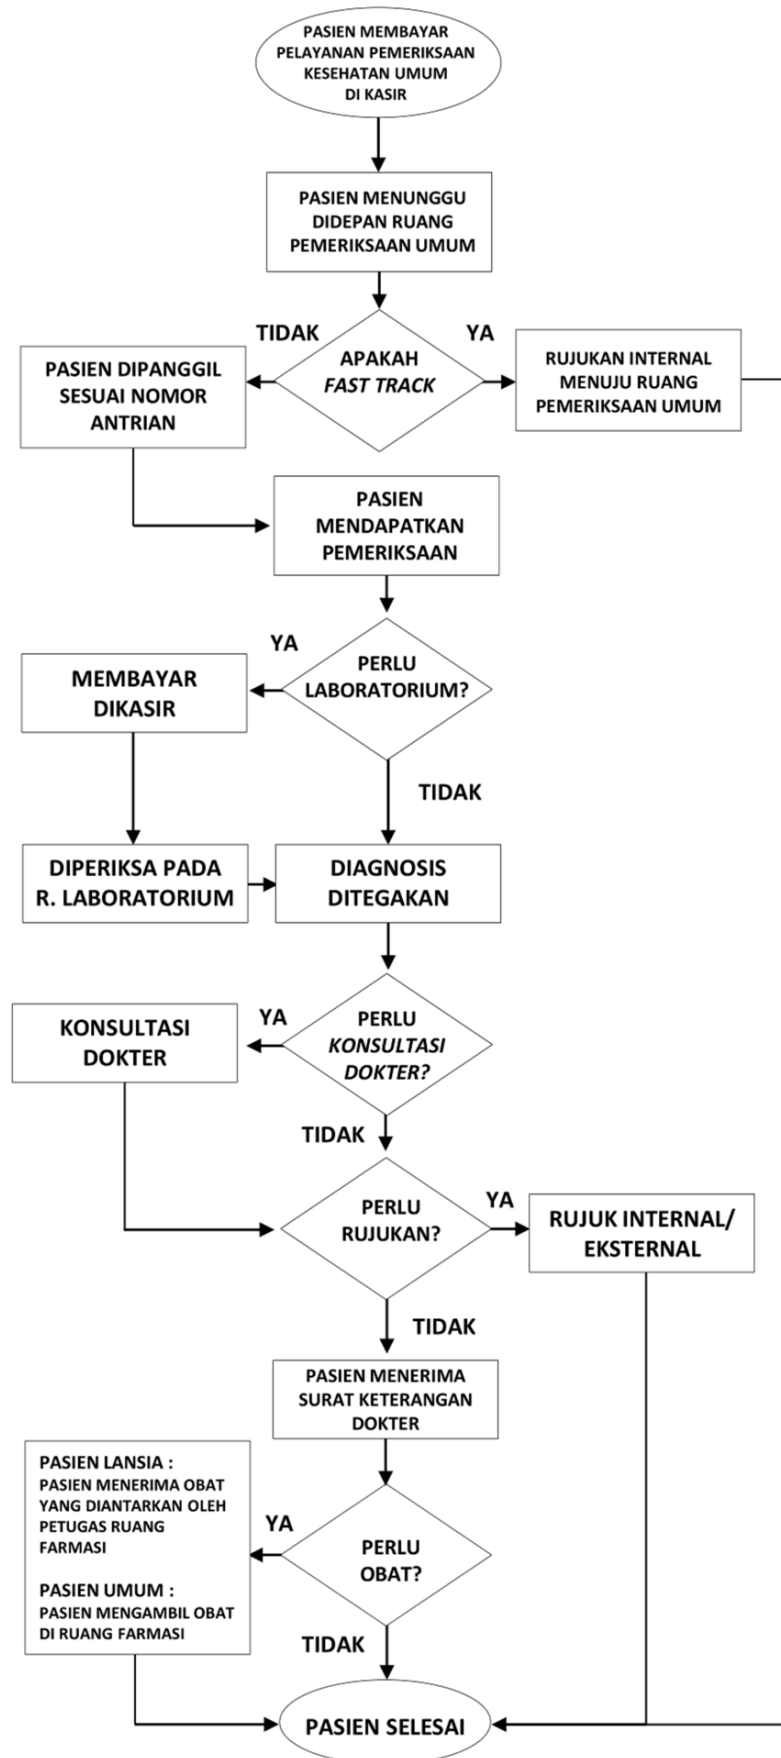 PASIEN MEMBAYAR
PELAYANAN PEMERIKSAAN
KESEHATAN UMUM
DI KASIR
PASIEN MENUNGGU
DIDEPAN RUANG
PEMERIKSAAN UMUM
TIDAK
YA
APAKAH
FAST TRACK
PASIEN DIPANGGIL
SESUAI NOMOR
ANTRIAN
RUJUKAN INTERNAL
MENUJU RUANG
PEMERIKSAAN UMUM
PASIEN
MENDAPATKAN
PEMERIKSAAN
YA
PERLU
LABORATORIUM?
MEMBAYAR
DIKASIR
TIDAK
DIPERIKSA PADA
R. LABORATORIUM
DIAGNOSIS
DITEGAKAN
YA
PERLU
KONSULTASI
DOKTER?
KONSULTASI
DOKTER
TIDAK
PERLU
RUJUKAN?
YA
RUJUK INTERNAL/
EKSTERNAL
TIDAK
PASIEN MENERIMA
SURAT KETERANGAN
DOKTER
PASIEN LANSIA :
PASIEN MENERIMA OBAT
YANG DIANTARKAN OLEH
PETUGAS RUANG
FARMASI
PASIEN UMUM :
PASIEN MENGAMBIL OBAT
DI RUANG FARMASI
YA
PERLU
OBAT?
TIDAK
PASIEN SELESAI